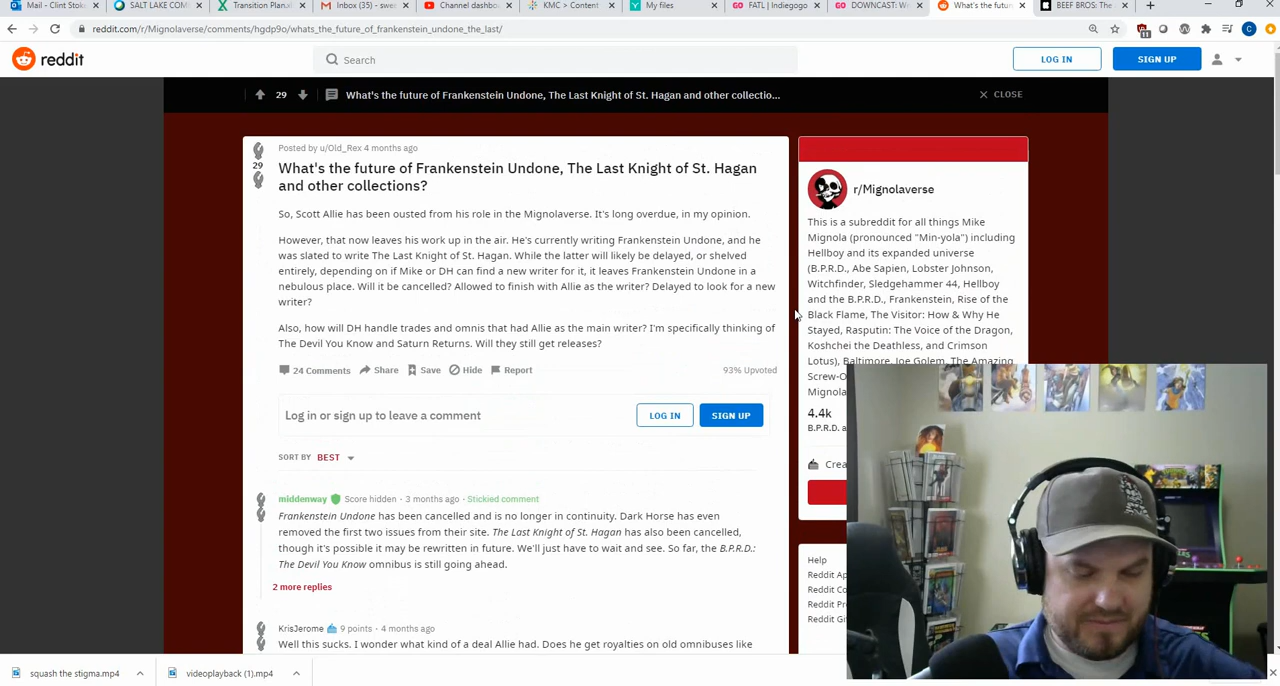 Mail - Clint Stok
SALT LAKE COM
Transition Plan.xl
Inbox (35) - swe
Channel dashbo
KMC > Content
My files
FATL | Indiegogo
DOWNCAST: W
What's the futur
BEEF BROS: The
reddit.com/r/Mignolaverse/comments/hgdp9o/whats_the_future_of_frankenstein_undone_the_last/
reddit
Search
LOG IN
SIGN UP
29
What's the future of Frankenstein Undone, The Last Knight of St. Hagan and other collectio...
CLOSE
Posted by u/Old_Rex 4 months ago
29
What's the future of Frankenstein Undone, The Last Knight of St. Hagan
and other collections?
So, Scott Allie has been ousted from his role in the Mignolaverse. It's long overdue, in my opinion.
However, that now leaves his work up in the air. He's currently writing Frankenstein Undone, and he
was slated to write The Last Knight of St. Hagan. While the latter will likely be delayed, or shelved
entirely, depending on if Mike or DH can find a new writer for it, it leaves Frankenstein Undone in a
nebulous place. Will it be cancelled? Allowed to finish with Allie as the writer? Delayed to look for a new
writer?
Also, how will DH handle trades and omnis that had Allie as the main writer? I'm specifically thinking of
The Devil You Know and Saturn Returns. Will they still get releases?
24 Comments
Share
Save
Hide
Report
93% Upvoted
Log in or sign up to leave a comment
LOG IN
SIGN UP
SORT BY BEST
middenway Score hidden · 3 months ago · Stickied comment
Frankenstein Undone has been cancelled and is no longer in continuity. Dark Horse has even
removed the first two issues from their site. The Last Knight of St. Hagan has also been cancelled,
though it's possible it may be rewritten in future. We'll just have to wait and see. So far, the B.P.R.D.:
The Devil You Know omnibus is still going ahead.
2 more replies
KrisJerome 9 points · 4 months ago
Well this sucks. I wonder what kind of a deal Allie had. Does he get royalties on old omnibuses like
r/Mignolaverse
This is a subreddit for all things Mike
Mignola (pronounced "Min-yola") including
Hellboy and its expanded universe
(B.P.R.D., Abe Sapien, Lobster Johnson,
Witchfinder, Sledgehammer 44, Hellboy
and the B.P.R.D., Frankenstein, Rise of the
Black Flame, The Visitor: How & Why He
Stayed, Rasputin: The Voice of the Dragon,
Koshchei the Deathless, and Crimson
Lotus), Baltimore, Joe Golem, The Amazing
Screw-O
Mignola
4.4k
B.P.R.D. a
Crea
Help
Reddit Ap
Reddit Co
Reddit Pr
Reddit Gi
squash the stigma.mp4
videoplayback (1).mp4